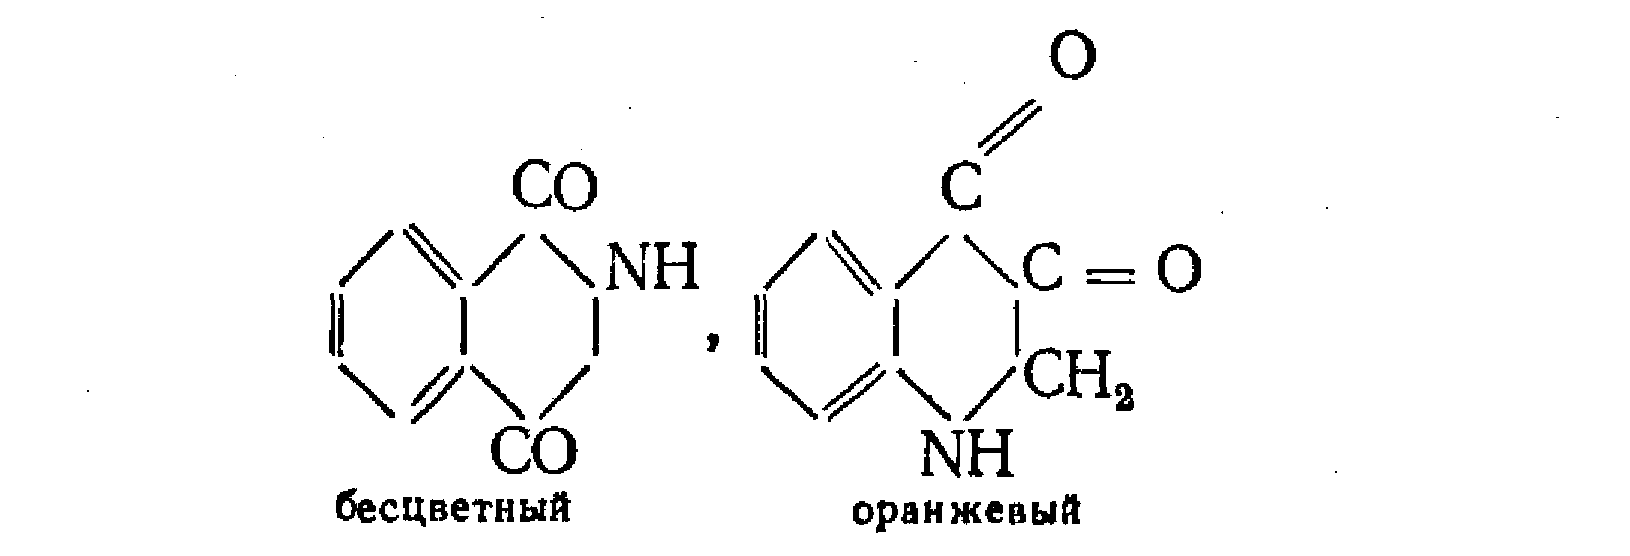 O
CO
C
NH
C = O
,
CH₂
CO
NH
бесцветный
оранжевый